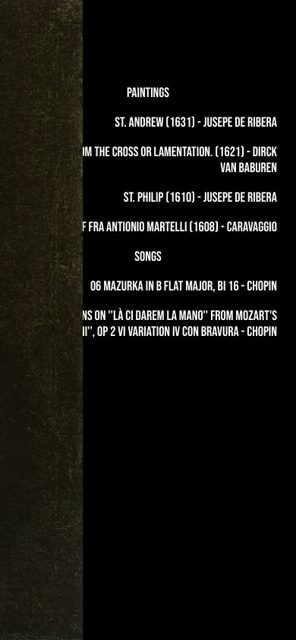 PAINTINGS
ST. ANDREW (1631) - JUSEPE DE RIBERA
OM THE CROSS OR LAMENTATION. (1621) - DIRCK
VAN BABUREN
ST. PHILIP (1610) - JUSEPE DE RIBERA
F FRA ANTONIO MARTELLI (1608) - CARAVAGGIO
SONGS
06 MAZURKA IN B FLAT MAJOR, BI 16 - CHOPIN
NS ON "LÀ CI DAREM LA MANO" FROM MOZART'S
II", OP 2 VI VARIATION IV CON BRAVURA - CHOPIN